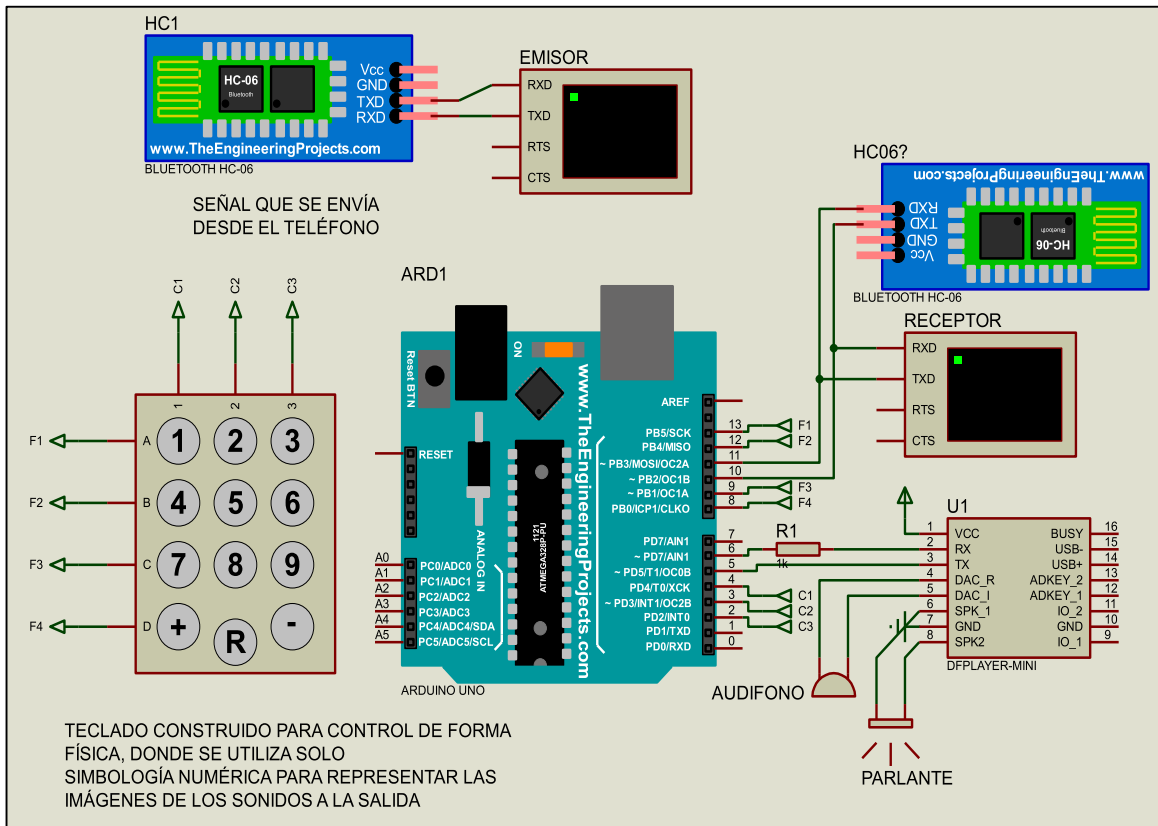 HC1
HC-06
Bluetooth
Vcc
GND
TXD
RXD
www.TheEngineeringProjects.com
BLUETOOTH HC-06
EMISOR
RXD
TXD
RTS
CTS
SEÑAL QUE SE ENVÍA
DESDE EL TELÉFONO
HC06?
www.TheEngineeringProjects.com
RXD
TXD
GND
Vcc
HC-06
Bluetooth
BLUETOOTH HC-06
RECEPTOR
RXD
TXD
RTS
CTS
C1
C2
C3
1
2
3
F1
A
1 2 3
F2
B
4 5 6
F3
C
7 8 9
F4
D
+ R -
ARD1
Reset BTN
ON
www.TheEngineeringProjects.com
RESET
ANALOG IN
ATMEGA328P-PU
1121
AREF
PB5/SCK 13 F1
PB4/MISO 12 F2
~ PB3/MOSI/OC2A 11
~ PB2/OC1B 10
~ PB1/OC1A 9 F3
PB0/ICP1/CLKO 8 F4
PD7/AIN1 7
~ PD7/AIN1 6
~ PD5/T1/OC0B 5
PD4/T0/XCK 4 C1
~ PD3/INT1/OC2B 3 C2
PD2/INT0 2 C3
PD1/TXD 1
PD0/RXD 0
A0 PC0/ADC0
A1 PC1/ADC1
A2 PC2/ADC2
A3 PC3/ADC3
A4 PC4/ADC4/SDA
A5 PC5/ADC5/SCL
ARDUINO UNO
R1
1k
U1
1 VCC BUSY 16
2 RX USB- 15
3 TX USB+ 14
4 DAC_R ADKEY_2 13
5 DAC_I ADKEY_1 12
6 SPK_1 IO_2 11
7 GND GND 10
8 SPK2 IO_1 9
DFPLAYER-MINI
AUDIFONO
PARLANTE
TECLADO CONSTRUIDO PARA CONTROL DE FORMA
FÍSICA, DONDE SE UTILIZA SOLO
SIMBOLOGÍA NUMÉRICA PARA REPRESENTAR LAS
IMÁGENES DE LOS SONIDOS A LA SALIDA